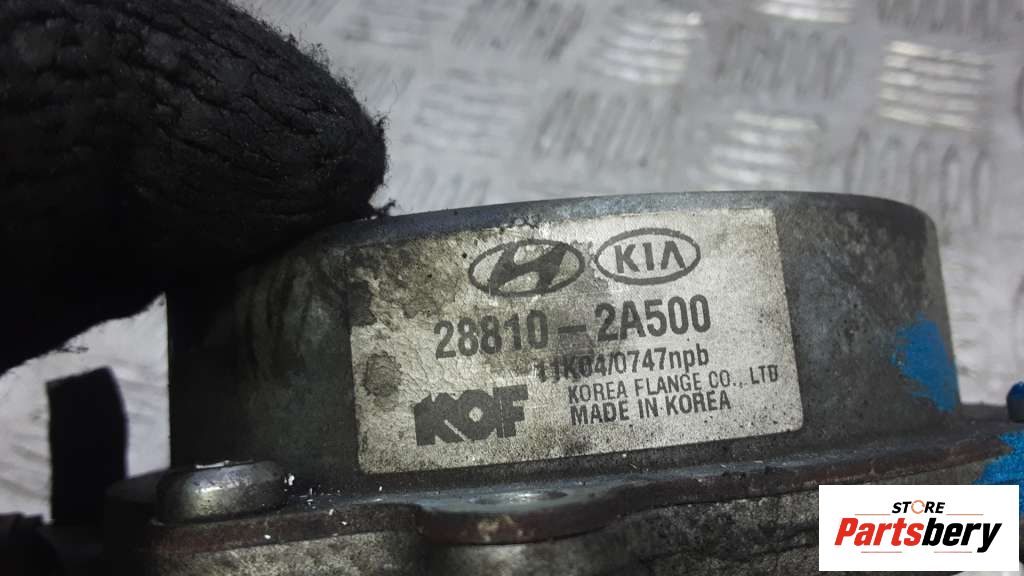 KIA
28810-2A500
11K04/0747npb
KOF
KOREA FLANGE CO., LTD
MADE IN KOREA
STORE
Partsbery